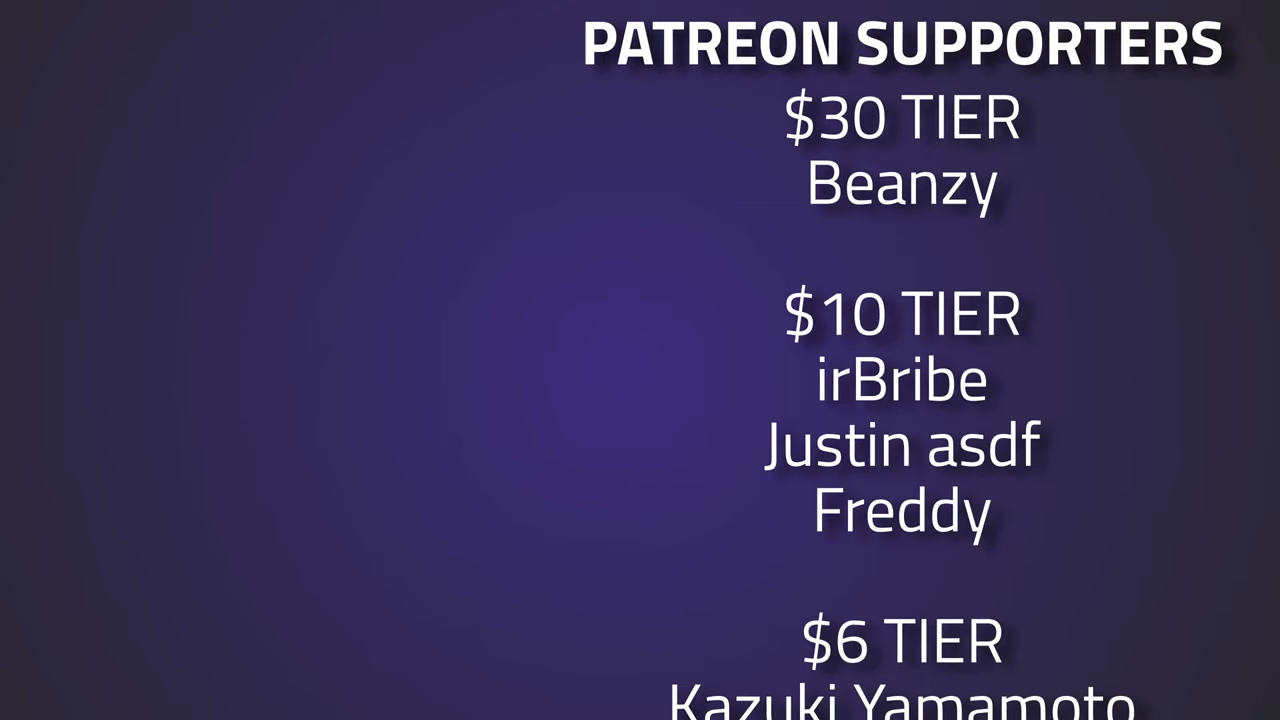 PATREON SUPPORTERS
$30 TIER
Beanzy
$10 TIER
irBribe
Justin asdf
Freddy
$6 TIER
Kazuki Yamamoto